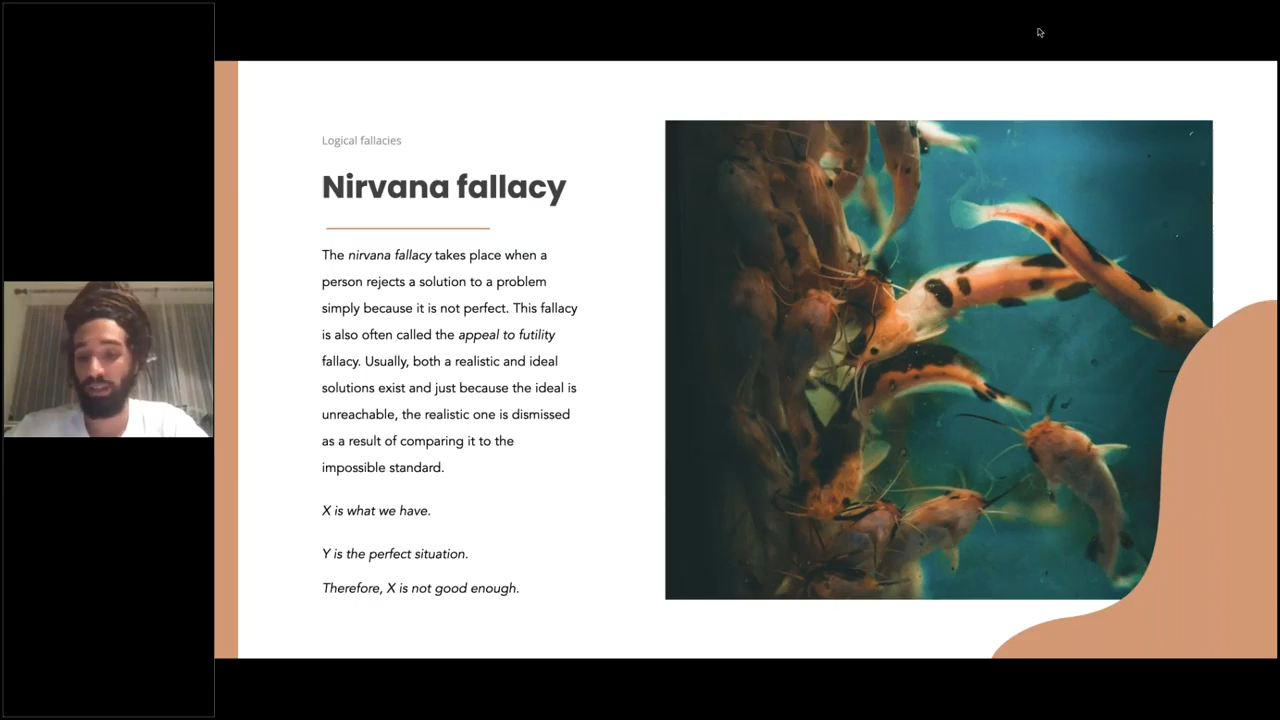 Logical fallacies
Nirvana fallacy
The nirvana fallacy takes place when a
person rejects a solution to a problem
simply because it is not perfect. This fallacy
is also often called the appeal to futility
fallacy. Usually, both a realistic and ideal
solutions exist and just because the ideal is
unreachable, the realistic one is dismissed
as a result of comparing it to the
impossible standard.
X is what we have.
Y is the perfect situation.
Therefore, X is not good enough.